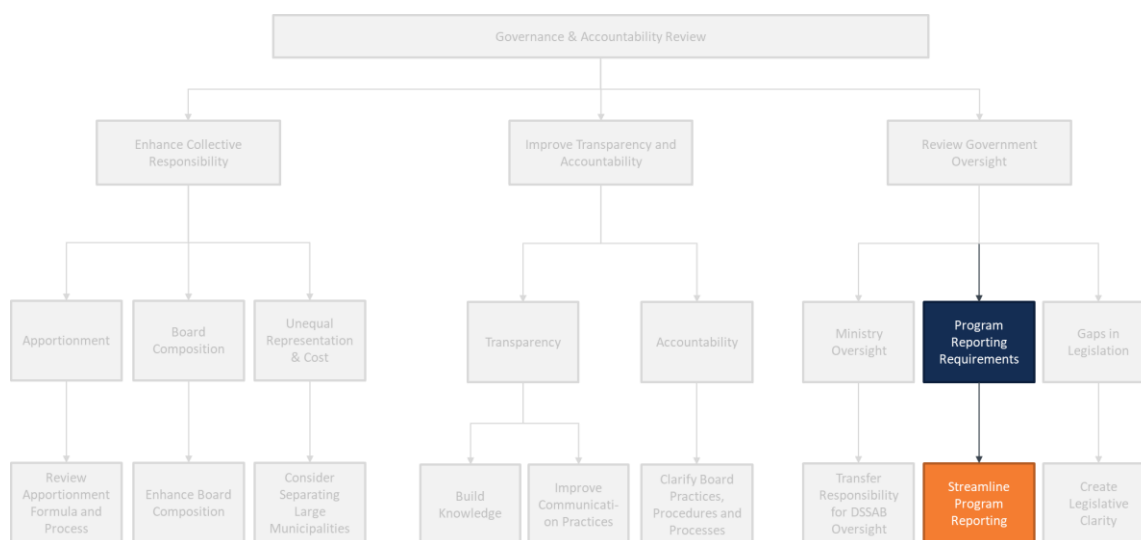 Governance & Accountability Review
Enhance Collective
Responsibility
Improve Transparency and
Accountability
Review Government
Oversight
Apportionment
Board
Composition
Unequal
Representation
& Cost
Transparency
Accountability
Ministry
Oversight
Program
Reporting
Requirements
Gaps in
Legislation
Review
Apportionment
Formula and
Process
Enhance Board
Composition
Consider
Separating
Large
Municipalities
Build
Knowledge
Improve
Communicati-
on Practices
Clarify Board
Practices,
Procedures and
Processes
Transfer
Responsibility
for DSSAB
Oversight
Streamline
Program
Reporting
Create
Legislative
Clarity